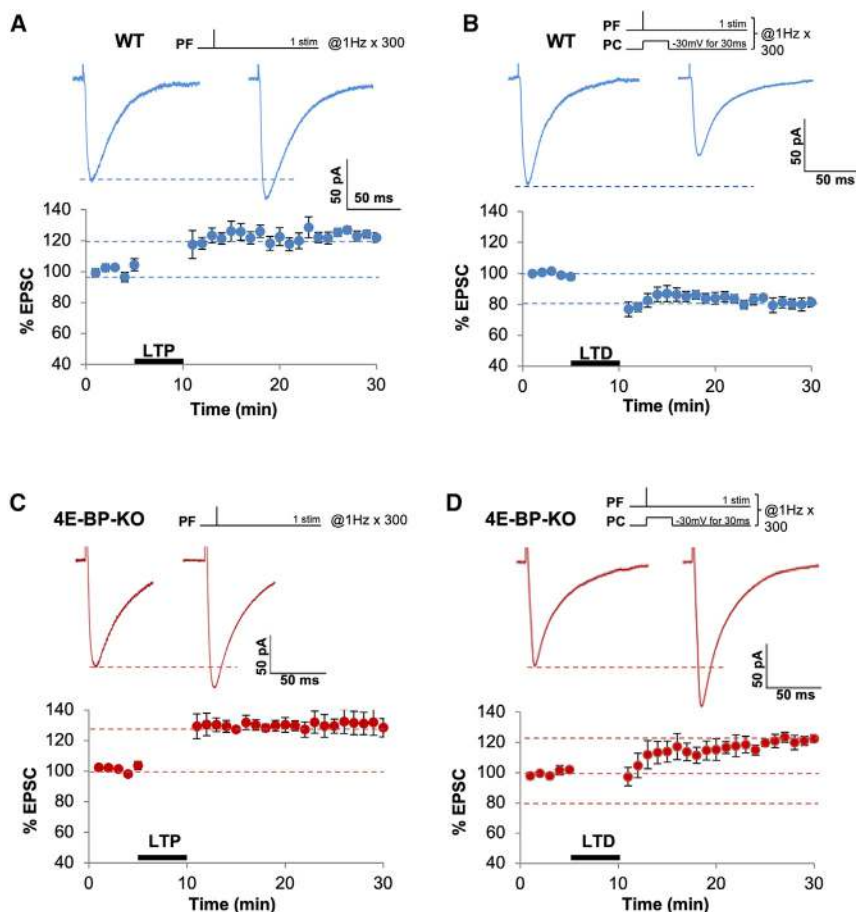 A
WT
PF
1 stim
@1Hz x 300
50 pA
50 ms
% EPSC
140
120
100
80
60
40
LTP
0
10
20
30
Time (min)
B
WT
PF
1 stim
PC
-30mV for 30ms
@1Hz x
300
50 pA
50 ms
% EPSC
140
120
100
80
60
40
LTD
0
10
20
30
Time (min)
C
4E-BP-KO
PF
1 stim
@1Hz x 300
50 pA
50 ms
% EPSC
140
120
100
80
60
40
LTP
0
10
20
30
Time (min)
D
4E-BP-KO
PF
1 stim
PC
-30mV for 30ms
@1Hz x
300
50 pA
50 ms
% EPSC
140
120
100
80
60
40
LTD
0
10
20
30
Time (min)